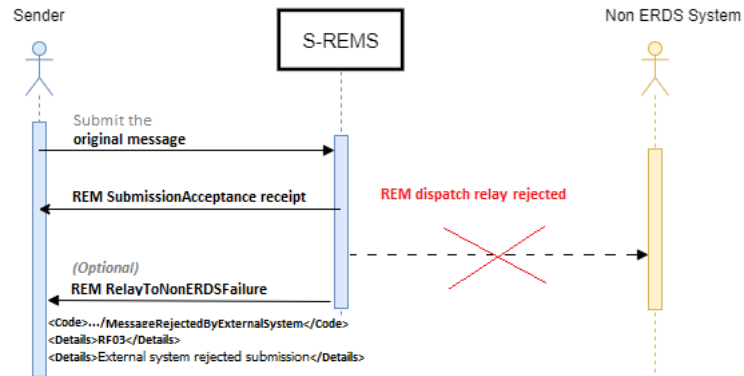 Sender
Non ERDS System
S-REMS
Submit the
original message
REM SubmissionAcceptance receipt
REM dispatch relay rejected
(Optional)
REM RelayToNonERDSFailure
<Code>.../MessageRejectedByExternalSystem</Code>
<Details>RF03</Details>
<Details>External system rejected submission</Details>